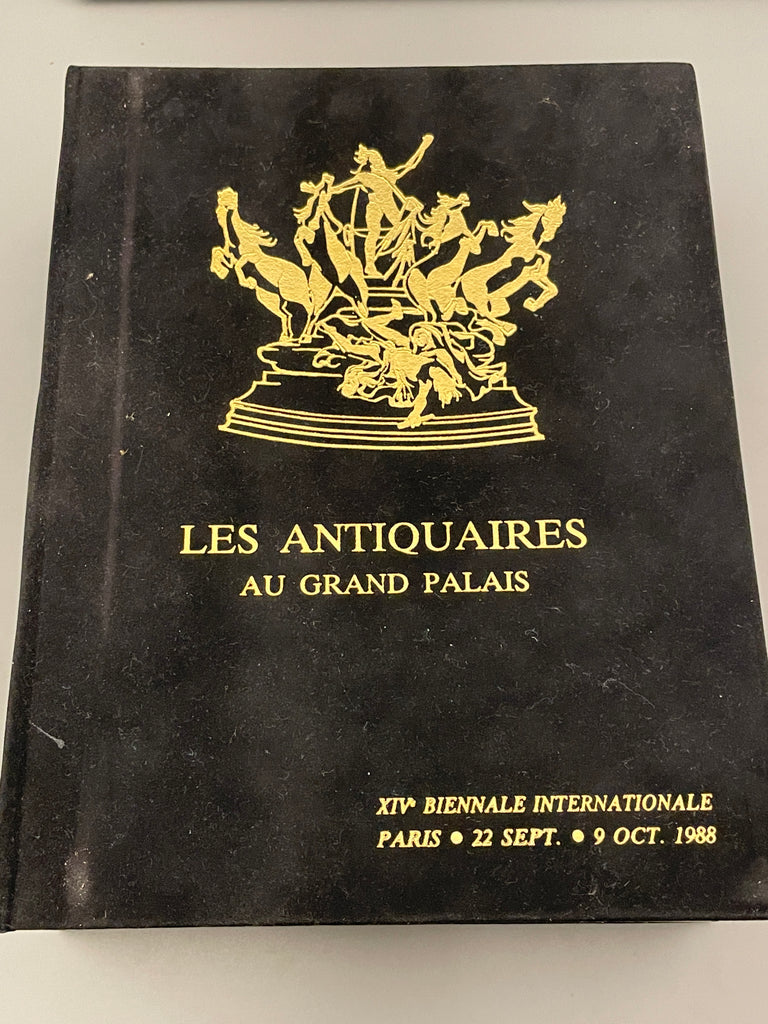 LES ANTIQUAIRES
AU GRAND PALAIS
XIVᵉ BIENNALE INTERNATIONALE
PARIS • 22 SEPT. • 9 OCT. 1988